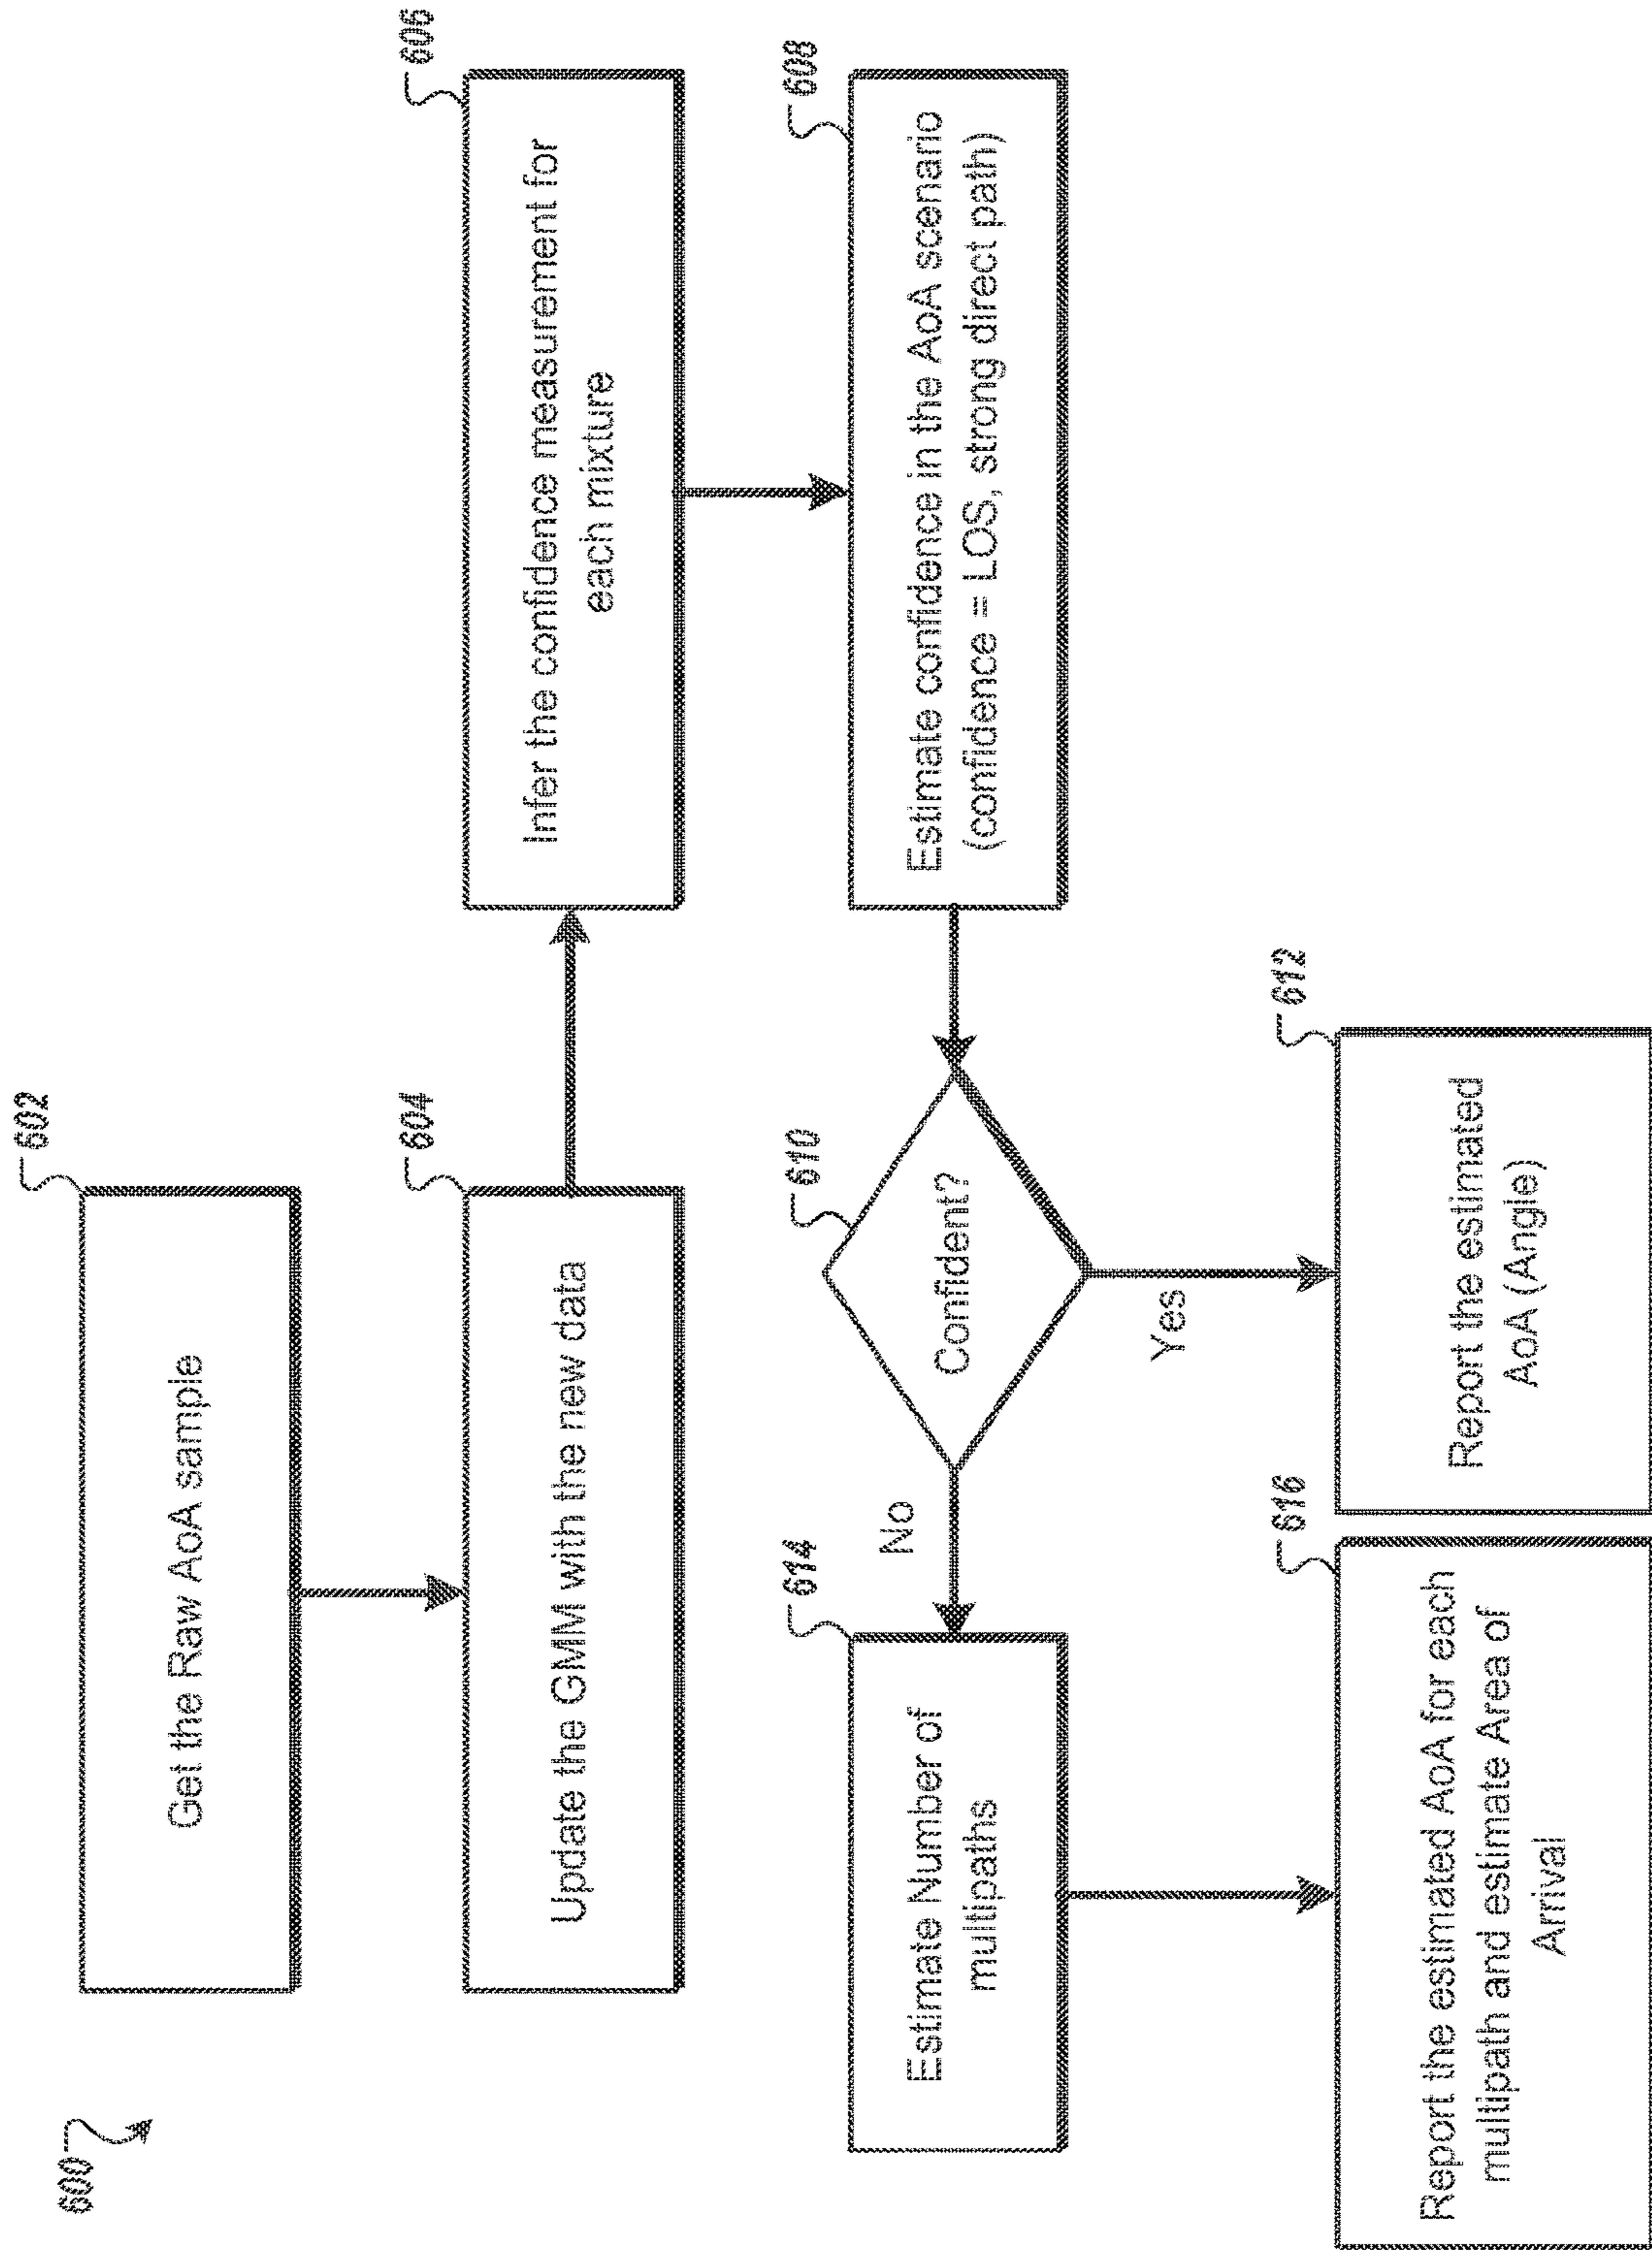 600
602
Get the Raw AoA sample
604
Update the GMM with the new data
606
Infer the confidence measurement for
each mixture
608
Estimate confidence in the AoA scenario
(confidence = LOS, strong direct path)
610
Confident?
Yes
612
Report the estimated
AoA (Angle)
No
614
Estimate Number of
multipaths
616
Report the estimated AoA for each
multipath and estimate Area of
Arrival